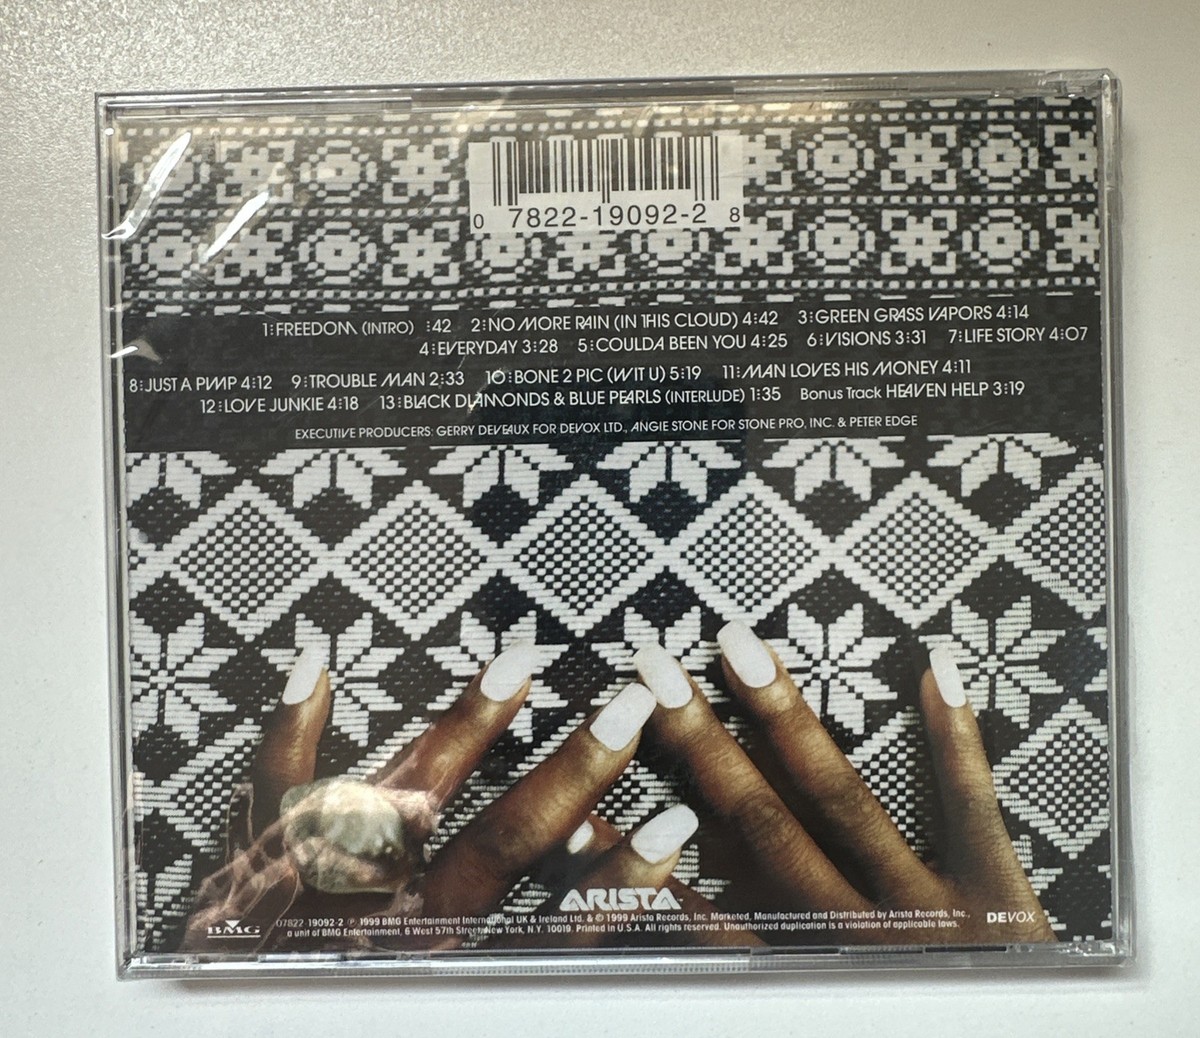 0 7822-19092-2 8
1:FREEDOM (INTRO) :42 2:NO MORE RAIN (IN THIS CLOUD) 4:42 3:GREEN GRASS VAPORS 4:14
4:EVERYDAY 3:28 5:COULDA BEEN YOU 4:25 6:VISIONS 3:31 7:LIFE STORY 4:07
8:JUST A PIMP 4:12 9:TROUBLE MAN 2:33 10:BONE 2 PIC (WIT U) 5:19 11:MAN LOVES HIS MONEY 4:11
12:LOVE JUNKIE 4:18 13:BLACK DIAMONDS & BLUE PEARLS (INTERLUDE) 1:35 Bonus Track HEAVEN HELP 3:19
EXECUTIVE PRODUCERS: GERRY DEVEAUX FOR DEVOX LTD., ANGIE STONE FOR STONE PRO, INC. & PETER EDGE
ARISTA
BMG
07822-19092-2 ℗ 1999 BMG Entertainment International UK & Ireland Ltd. & © 1999 Arista Records, Inc. Marketed, Manufactured and Distributed by Arista Records, Inc.,
a unit of BMG Entertainment, 6 West 57th Street, New York, N.Y. 10019. Printed in U.S.A. All rights reserved. Unauthorized duplication is a violation of applicable laws.
DEVOX